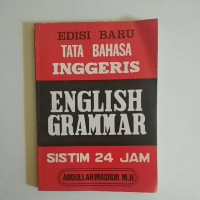 EDISI BARU
TATA BAHASA
INGGERIS
ENGLISH
GRAMMAR
SISTIM 24 JAM
ABDULLAH MASRUR M.H